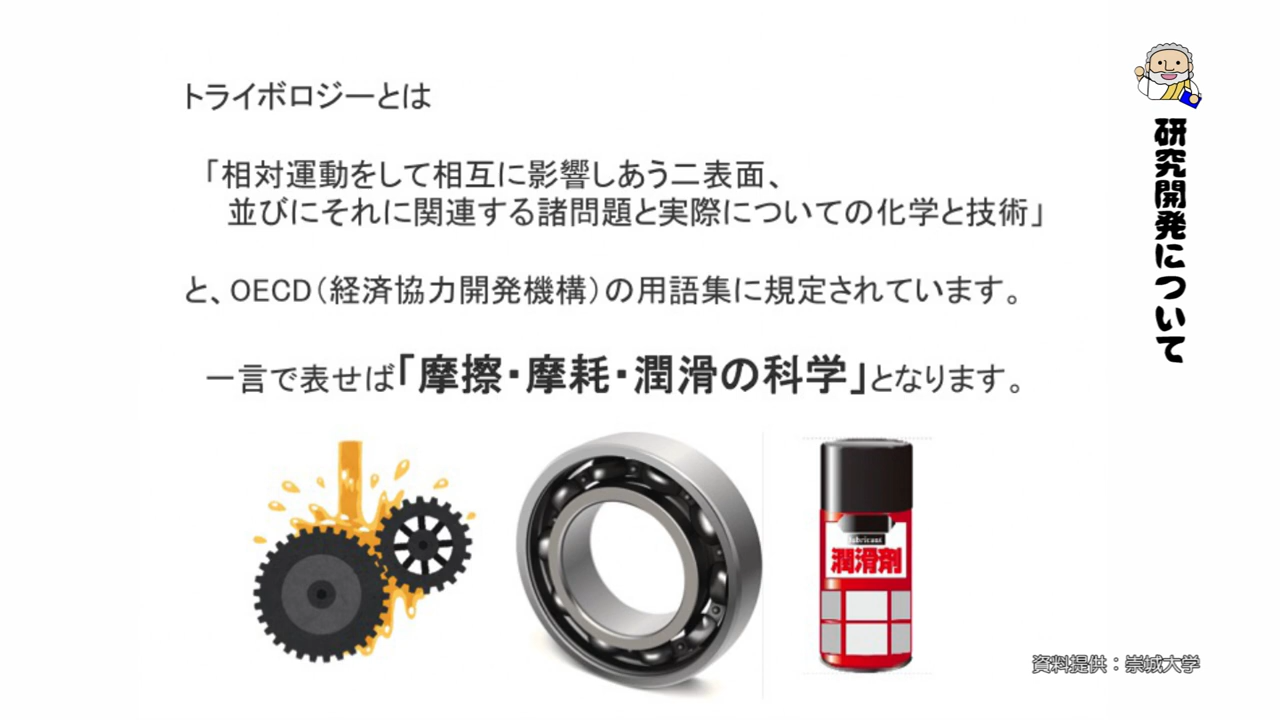 トライボロジーとは
「相対運動をして相互に影響しあう二表面、
並びにそれに関連する諸問題と実際についての化学と技術」
と、OECD(経済協力開発機構)の用語集に規定されています。
一言で表せば「摩擦・摩耗・潤滑の科学」となります。
lubricant
潤滑剤
研究開発について
資料提供：崇城大学